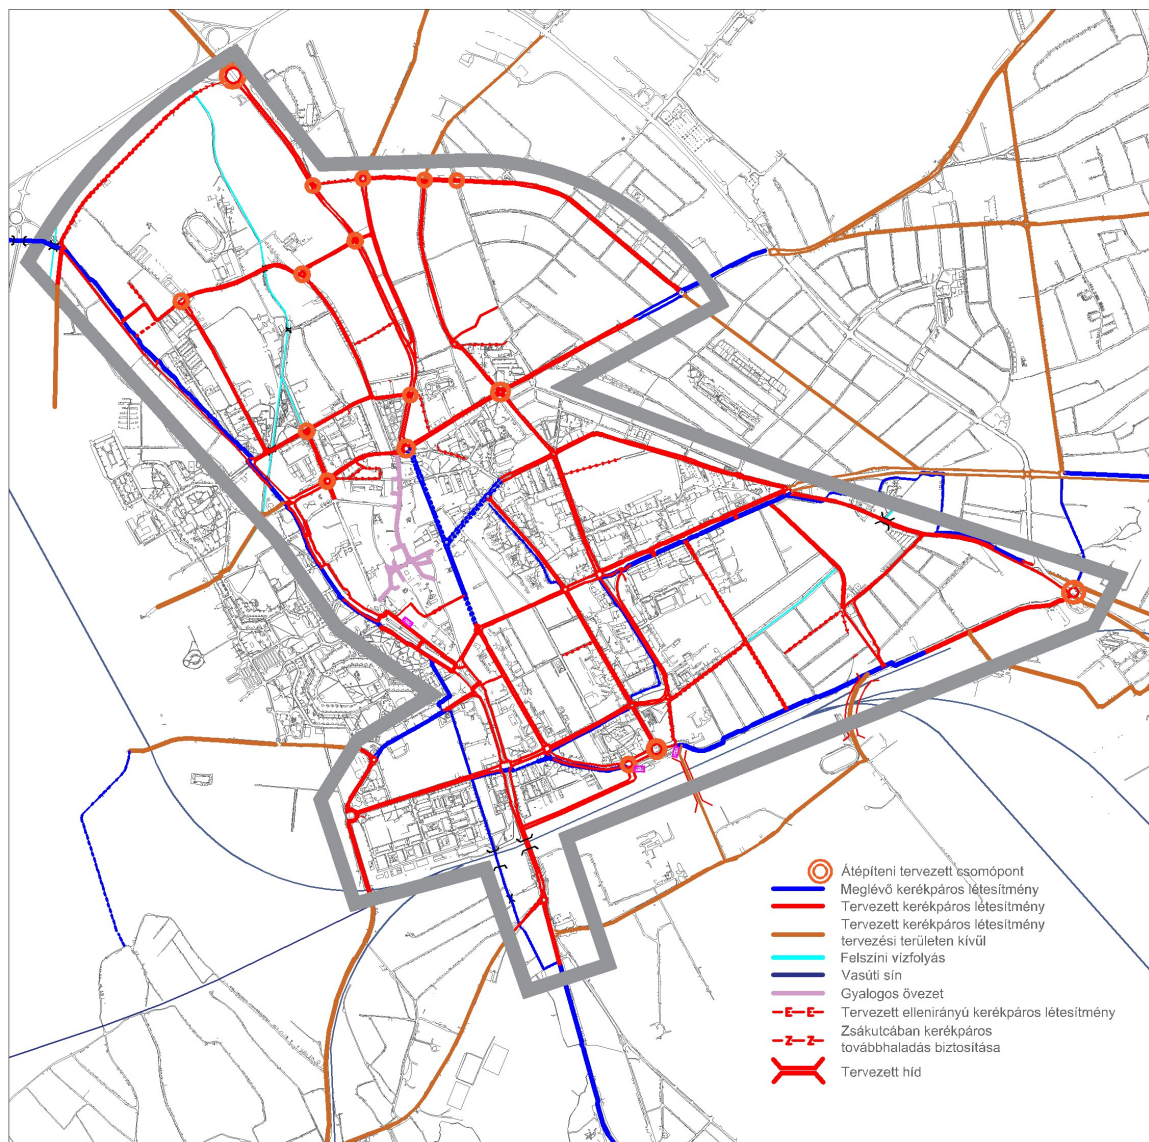 Átépíteni tervezett csomópont
Meglévő kerékpáros létesítmény
Tervezett kerékpáros létesítmény
Tervezett kerékpáros létesítmény
tervezési területen kívül
Felszíni vízfolyás
Vasúti sín
Gyalogos övezet
E E Tervezett ellenirányú kerékpáros létesítmény
Zsákutcában kerékpáros
Z Z továbbhaladás biztosítása
Tervezett híd